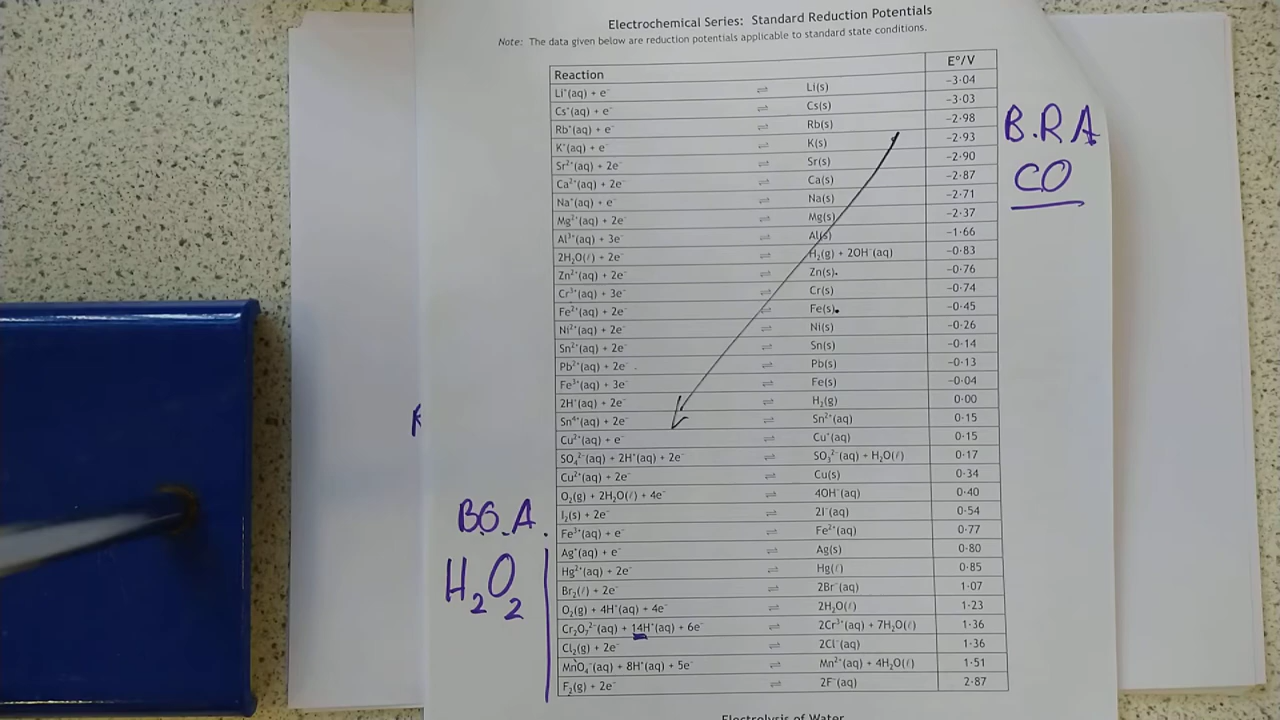 Electrochemical Series: Standard Reduction Potentials
Note: The data given below are reduction potentials applicable to standard state conditions.
Reaction E°/V
Li⁺(aq) + e⁻ ⇌ Li(s) −3·04
Cs⁺(aq) + e⁻ ⇌ Cs(s) −3·03
Rb⁺(aq) + e⁻ ⇌ Rb(s) −2·98
K⁺(aq) + e⁻ ⇌ K(s) −2·93
Sr²⁺(aq) + 2e⁻ ⇌ Sr(s) −2·90
Ca²⁺(aq) + 2e⁻ ⇌ Ca(s) −2·87
Na⁺(aq) + e⁻ ⇌ Na(s) −2·71
Mg²⁺(aq) + 2e⁻ ⇌ Mg(s) −2·37
Al³⁺(aq) + 3e⁻ ⇌ Al(s) −1·66
2H₂O(ℓ) + 2e⁻ ⇌ H₂(g) + 2OH⁻(aq) −0·83
Zn²⁺(aq) + 2e⁻ ⇌ Zn(s) −0·76
Cr³⁺(aq) + 3e⁻ ⇌ Cr(s) −0·74
Fe²⁺(aq) + 2e⁻ ⇌ Fe(s) −0·45
Ni²⁺(aq) + 2e⁻ ⇌ Ni(s) −0·26
Sn²⁺(aq) + 2e⁻ ⇌ Sn(s) −0·14
Pb²⁺(aq) + 2e⁻ ⇌ Pb(s) −0·13
Fe³⁺(aq) + 3e⁻ ⇌ Fe(s) −0·04
2H⁺(aq) + 2e⁻ ⇌ H₂(g) 0·00
Sn⁴⁺(aq) + 2e⁻ ⇌ Sn²⁺(aq) 0·15
Cu²⁺(aq) + e⁻ ⇌ Cu⁺(aq) 0·15
SO₄²⁻(aq) + 2H⁺(aq) + 2e⁻ ⇌ SO₃²⁻(aq) + H₂O(ℓ) 0·17
Cu²⁺(aq) + 2e⁻ ⇌ Cu(s) 0·34
O₂(g) + 2H₂O(ℓ) + 4e⁻ ⇌ 4OH⁻(aq) 0·40
I₂(s) + 2e⁻ ⇌ 2I⁻(aq) 0·54
Fe³⁺(aq) + e⁻ ⇌ Fe²⁺(aq) 0·77
Ag⁺(aq) + e⁻ ⇌ Ag(s) 0·80
Hg²⁺(aq) + 2e⁻ ⇌ Hg(ℓ) 0·85
Br₂(ℓ) + 2e⁻ ⇌ 2Br⁻(aq) 1·07
O₂(g) + 4H⁺(aq) + 4e⁻ ⇌ 2H₂O(ℓ) 1·23
Cr₂O₇²⁻(aq) + 14H⁺(aq) + 6e⁻ ⇌ 2Cr³⁺(aq) + 7H₂O(ℓ) 1·36
Cl₂(g) + 2e⁻ ⇌ 2Cl⁻(aq) 1·36
MnO₄⁻(aq) + 8H⁺(aq) + 5e⁻ ⇌ Mn²⁺(aq) + 4H₂O(ℓ) 1·51
F₂(g) + 2e⁻ ⇌ 2F⁻(aq) 2·87
B.R.A
CO
B.O.A.
H₂O₂
Electrolysis of Water